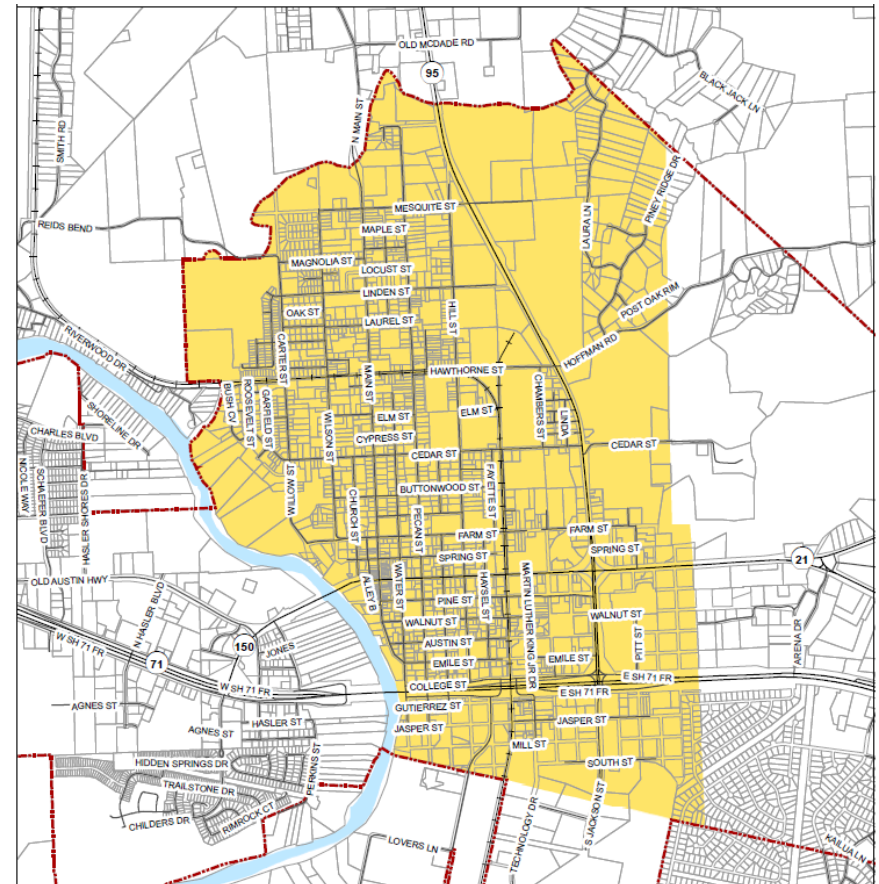 OLD MCDADE RD
95
BLACK JACK LN
N MAIN ST
SMITH RD
PINEY RIDGE DR
MESQUITE ST
LAURA LN
REIDS BEND
MAPLE ST
MAGNOLIA ST
LOCUST ST
LINDEN ST
POST OAK RIM
OAK ST
HILL ST
LAUREL ST
RIVERWOOD DR
CARTER ST
HOFFMAN RD
MAIN ST
HAWTHORNE ST
BUSH CV
ROOSEVELT ST
GARFIELD ST
CHAMBERS ST
LINDA
SHORELINE DR
WILSON ST
ELM ST
ELM ST
CHARLES BLVD
CYPRESS ST
CEDAR ST
CEDAR ST
NICOLE WAY
SCHAEFER BLVD
HASLER SHORES DR
WILLOW ST
FAYETTE ST
BUTTONWOOD ST
CHURCH ST
PECAN ST
FARM ST
FARM ST
SPRING ST
SPRING ST
21
OLD AUSTIN HWY
ALLEY B
WATER ST
HAYSEL ST
MARTIN LUTHER KING JR DR
PINE ST
N HASLER BLVD
WALNUT ST
WALNUT ST
PITT ST
ARENA DR
150
JONES
AUSTIN ST
W SH 71 FR
71
EMILE ST
EMILE ST
E SH 71 FR
W SH 71 FR
COLLEGE ST
E SH 71 FR
AGNES ST
GUTIERREZ ST
HASLER ST
JASPER ST
JASPER ST
AGNES ST
MILL ST
PERKINS ST
HIDDEN SPRINGS DR
SOUTH ST
TRAILSTONE DR
CHILDERS DR
RIMROCK CT
TECHNOLOGY DR
S JACKSON ST
LOVERS LN
KAILUA LN